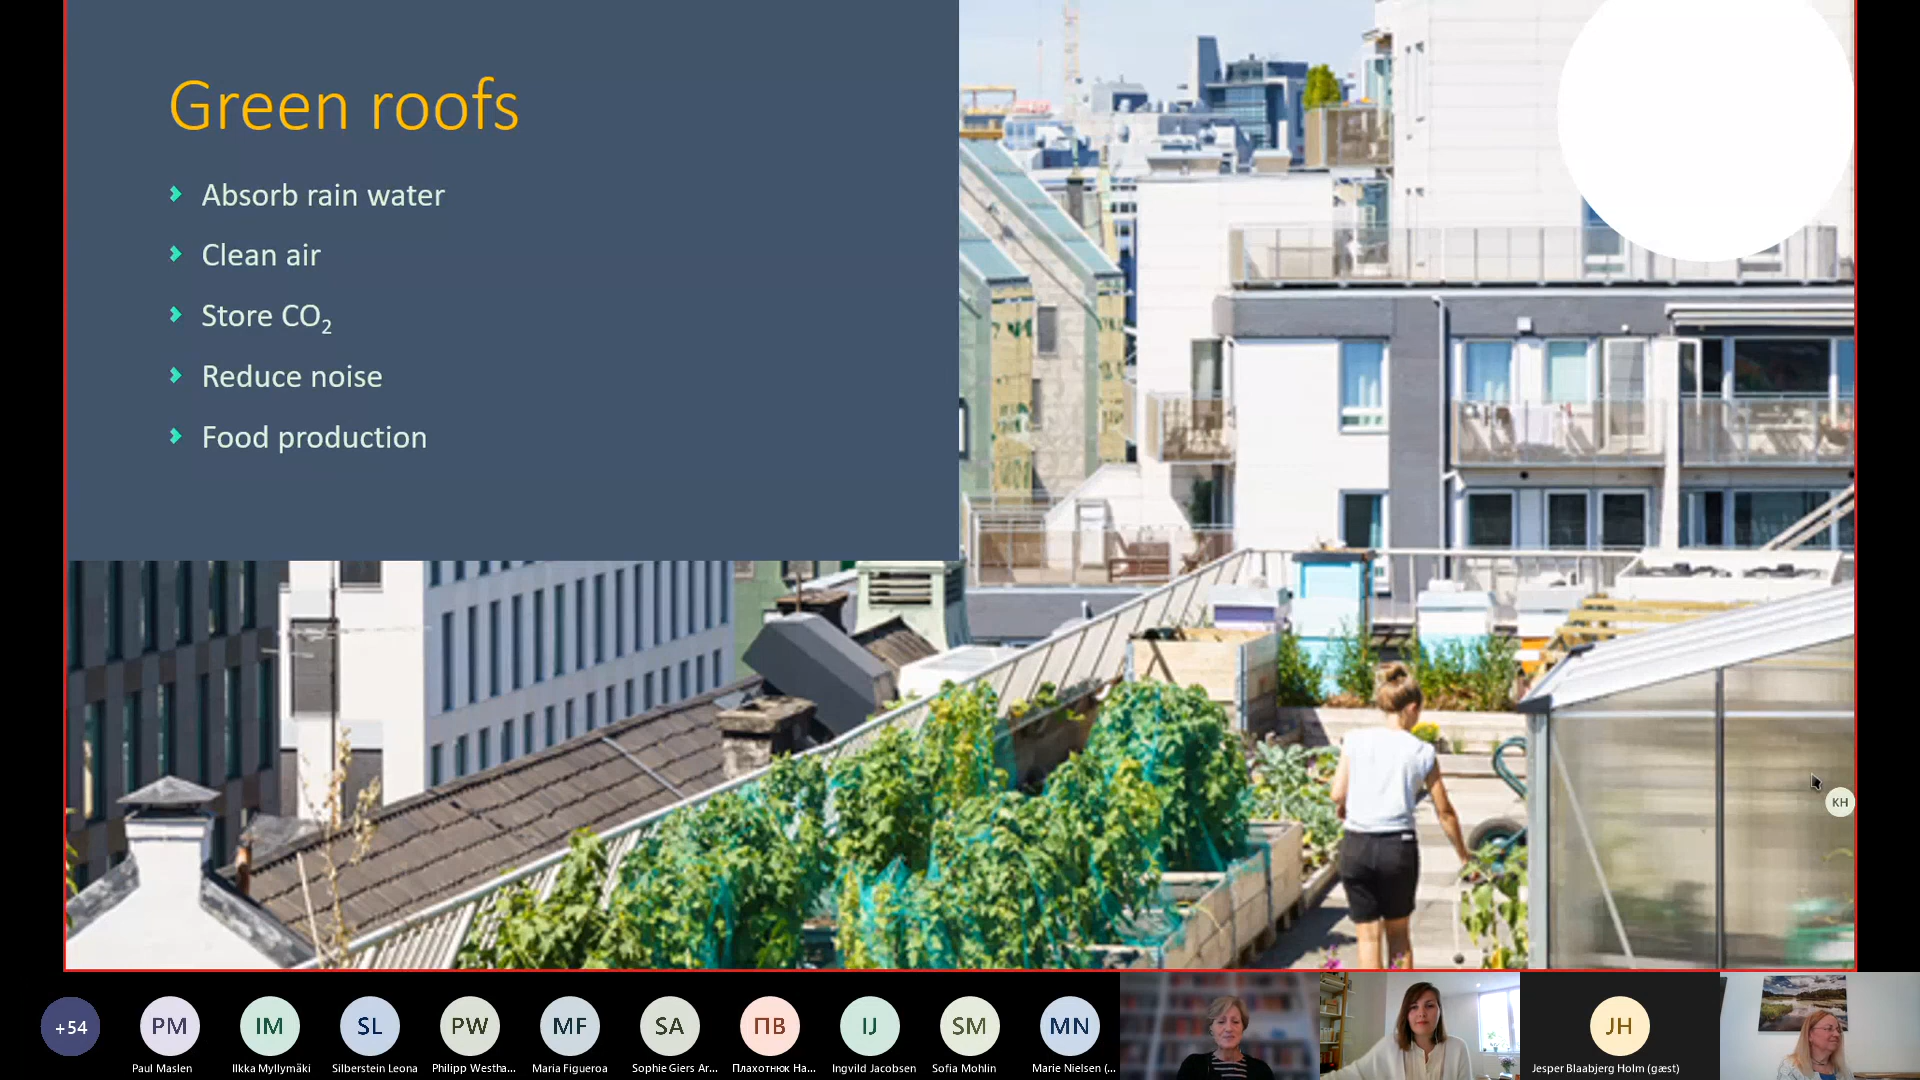 Green roofs
Absorb rain water
Clean air
Store CO₂
Reduce noise
Food production
KH
+54
PM
IM
SL
PW
MF
SA
ПВ
IJ
SM
MN
JH
Paul Maslen
Ilkka Myllymäki
Silberstein Leona
Philipp Westha...
Maria Figueroa
Sophie Giers Ar...
Плахотнюк На...
Ingvild Jacobsen
Sofia Mohlin
Marie Nielsen (...
Jesper Blaabjerg Holm (gæst)